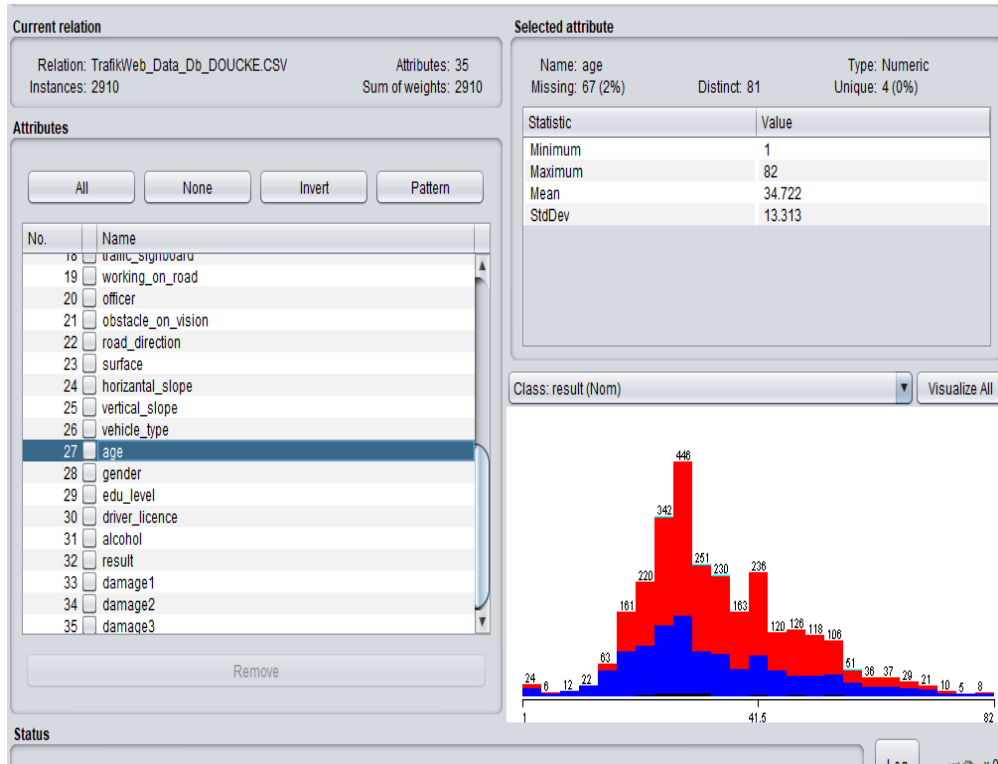 Current relation
Relation: TrafikWeb_Data_Db_DOUCKE.CSV Attributes: 35
Instances: 2910 Sum of weights: 2910
Attributes
All None Invert Pattern
No. Name
18 traffic_signboard
19 working_on_road
20 officer
21 obstacle_on_vision
22 road_direction
23 surface
24 horizantal_slope
25 vertical_slope
26 vehicle_type
27 age
28 gender
29 edu_level
30 driver_licence
31 alcohol
32 result
33 damage1
34 damage2
35 damage3
Remove
Status
Selected attribute
Name: age Type: Numeric
Missing: 67 (2%) Distinct: 81 Unique: 4 (0%)
Statistic Value
Minimum 1
Maximum 82
Mean 34.722
StdDev 13.313
Class: result (Nom) Visualize All
24 6 12 22 63 161 220 342 446 251 230 163 236 120 126 118 106 51 36 37 29 21 10 5 8
1 41.5 82
Log